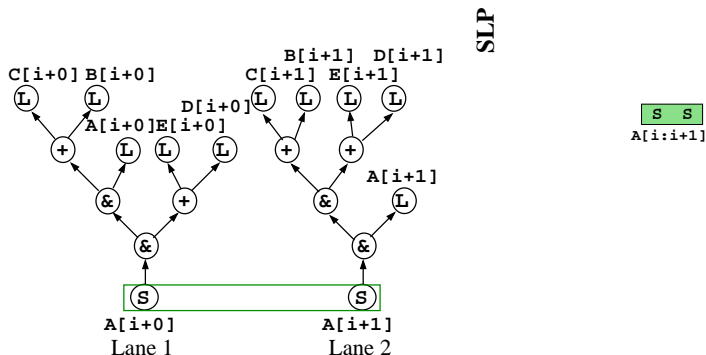 SLP
B[i+1] D[i+1]
C[i+0] B[i+0] C[i+1] E[i+1]
L L L L L L
D[i+0]
S S
A[i+0] E[i+0]
A[i:i+1]
+ L L L + +
A[i+1]
& + & L
& &
S S
A[i+0] A[i+1]
Lane 1 Lane 2